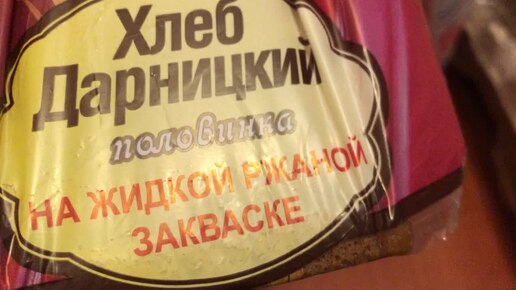 Хлеб
Дарницкий
половинка
НА ЖИДКОЙ РЖАНОЙ
ЗАКВАСКЕ